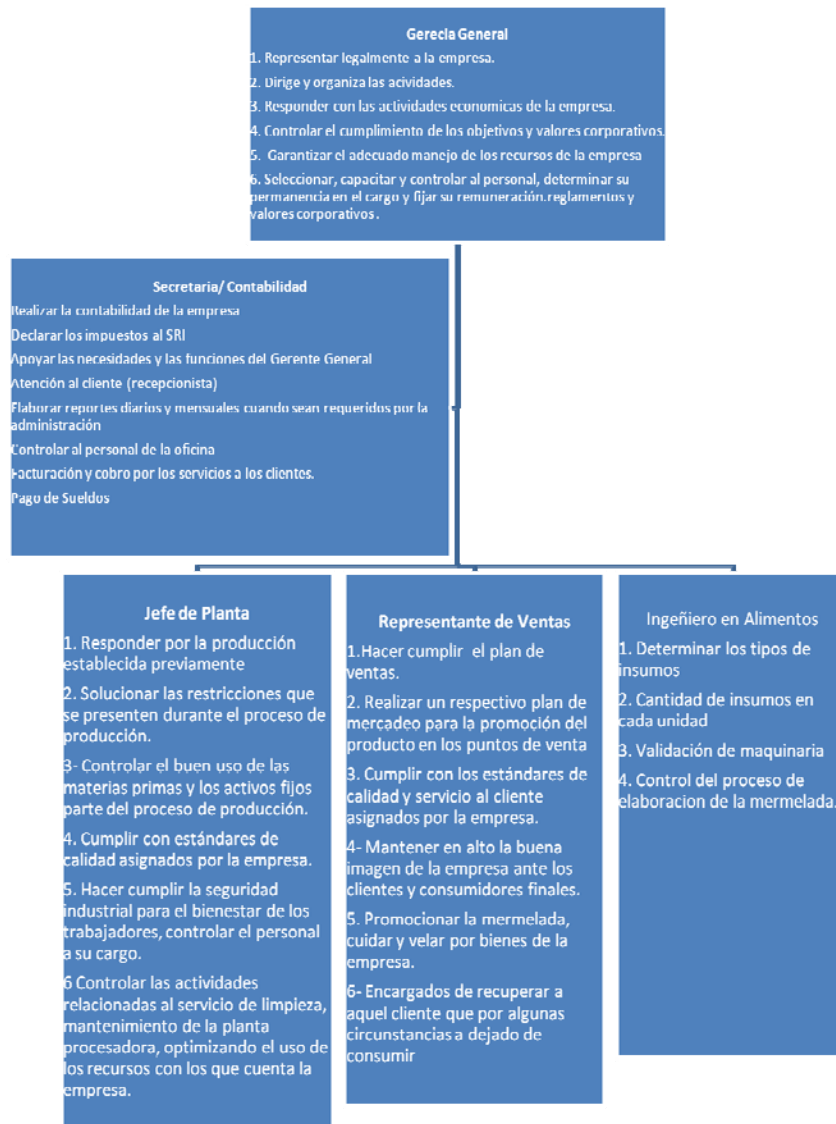 Gerecia General
1. Representar legalmente a la empresa.
2. Dirige y organiza las acividades.
3. Responder con las actividades economicas de la empresa.
4. Controlar el cumplimiento de los objetivos y valores corporativos.
5. Garantizar el adecuado manejo de los recursos de la empresa
6. Seleccionar, capacitar y controlar al personal, determinar su
permanencia en el cargo y fijar su remuneración.reglamentos y
valores corporativos .
Secretaria/ Contabilidad
Realizar la contabilidad de la empresa
Declarar los impuestos al SRI
Apoyar las necesidades y las funciones del Gerente General
Atención al cliente (recepcionista)
Elaborar reportes diarios y mensuales cuando sean requeridos por la
administración
Controlar al personal de la oficina
Facturación y cobro por los servicios a los clientes.
Pago de Sueldos
Jefe de Planta
1. Responder por la producción
establecida previamente
2. Solucionar las restricciones que
se presenten durante el proceso de
producción.
3- Controlar el buen uso de las
materias primas y los activos fijos
parte del proceso de producción.
4. Cumplir con estándares de
calidad asignados por la empresa.
5. Hacer cumplir la seguridad
industrial para el bienestar de los
trabajadores, controlar el personal
a su cargo.
6 Controlar las actividades
relacionadas al servicio de limpieza,
mantenimiento de la planta
procesadora, optimizando el uso de
los recursos con los que cuenta la
empresa.
Representante de Ventas
1.Hacer cumplir el plan de
ventas.
2. Realizar un respectivo plan de
mercadeo para la promoción del
producto en los puntos de venta
3. Cumplir con los estándares de
calidad y servicio al cliente
asignados por la empresa.
4- Mantener en alto la buena
imagen de la empresa ante los
clientes y consumidores finales.
5. Promocionar la mermelada,
cuidar y velar por bienes de la
empresa.
6- Encargados de recuperar a
aquel cliente que por algunas
circunstancias a dejado de
consumir
Ingeñiero en Alimentos
1. Determinar los tipos de
insumos
2. Cantidad de insumos en
cada unidad
3. Validación de maquinaria
4. Control del proceso de
elaboracion de la mermelada.